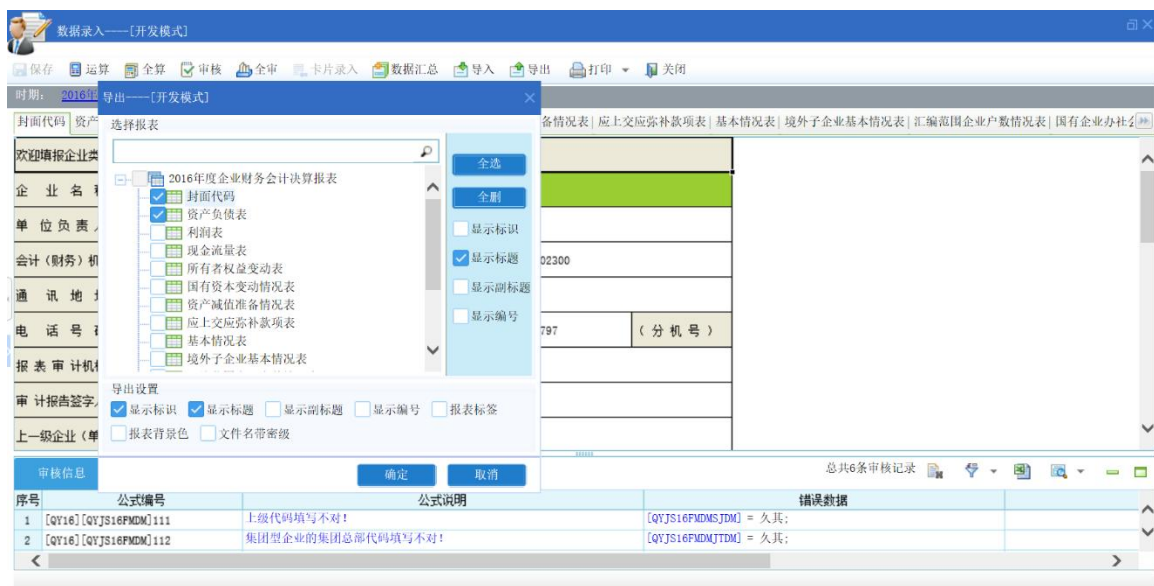 数据录入----[开发模式]
保存 运算 全算 审核 全审 卡片录入 数据汇总 导入 导出 打印 关闭
时期: 2016年
导出----[开发模式]
封面代码 资产
备情况表 应上交应弥补款项表 基本情况表 境外子企业基本情况表 汇编范围企业户数情况表 国有企业办社会
选择报表
欢迎填报企业类
企业名称
单位负责人
会计(财务)机
02300
通讯地址
电话号码
797
(分机号)
报表审计机构
审计报告签字人
上一级企业(单
2016年度企业财务会计决算报表
封面代码
资产负债表
利润表
现金流量表
所有者权益变动表
国有资本变动情况表
资产减值准备情况表
应上交应弥补款项表
基本情况表
境外子企业基本情况表
全选
全删
显示标识
显示标题
显示副标题
显示编号
导出设置
显示标识 显示标题 显示副标题 显示编号 报表标签
报表背景色 文件名带密级
确定 取消
审核信息
总共6条审核记录
序号 公式编号 公式说明 错误数据
1 [QY16][QYJS16FMDM]111 上级代码填写不对! [QYJS16FMDMSJDM] = 久其;
2 [QY16][QYJS16FMDM]112 集团型企业的集团总部代码填写不对! [QYJS16FMDMJTDM] = 久其;